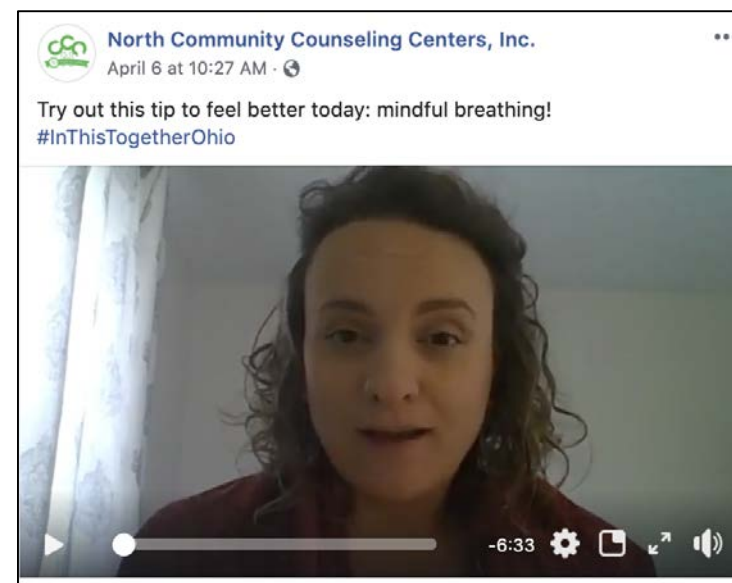 North Community Counseling Centers, Inc.
April 6 at 10:27 AM ·
Try out this tip to feel better today: mindful breathing!
#InThisTogetherOhio
-6:33